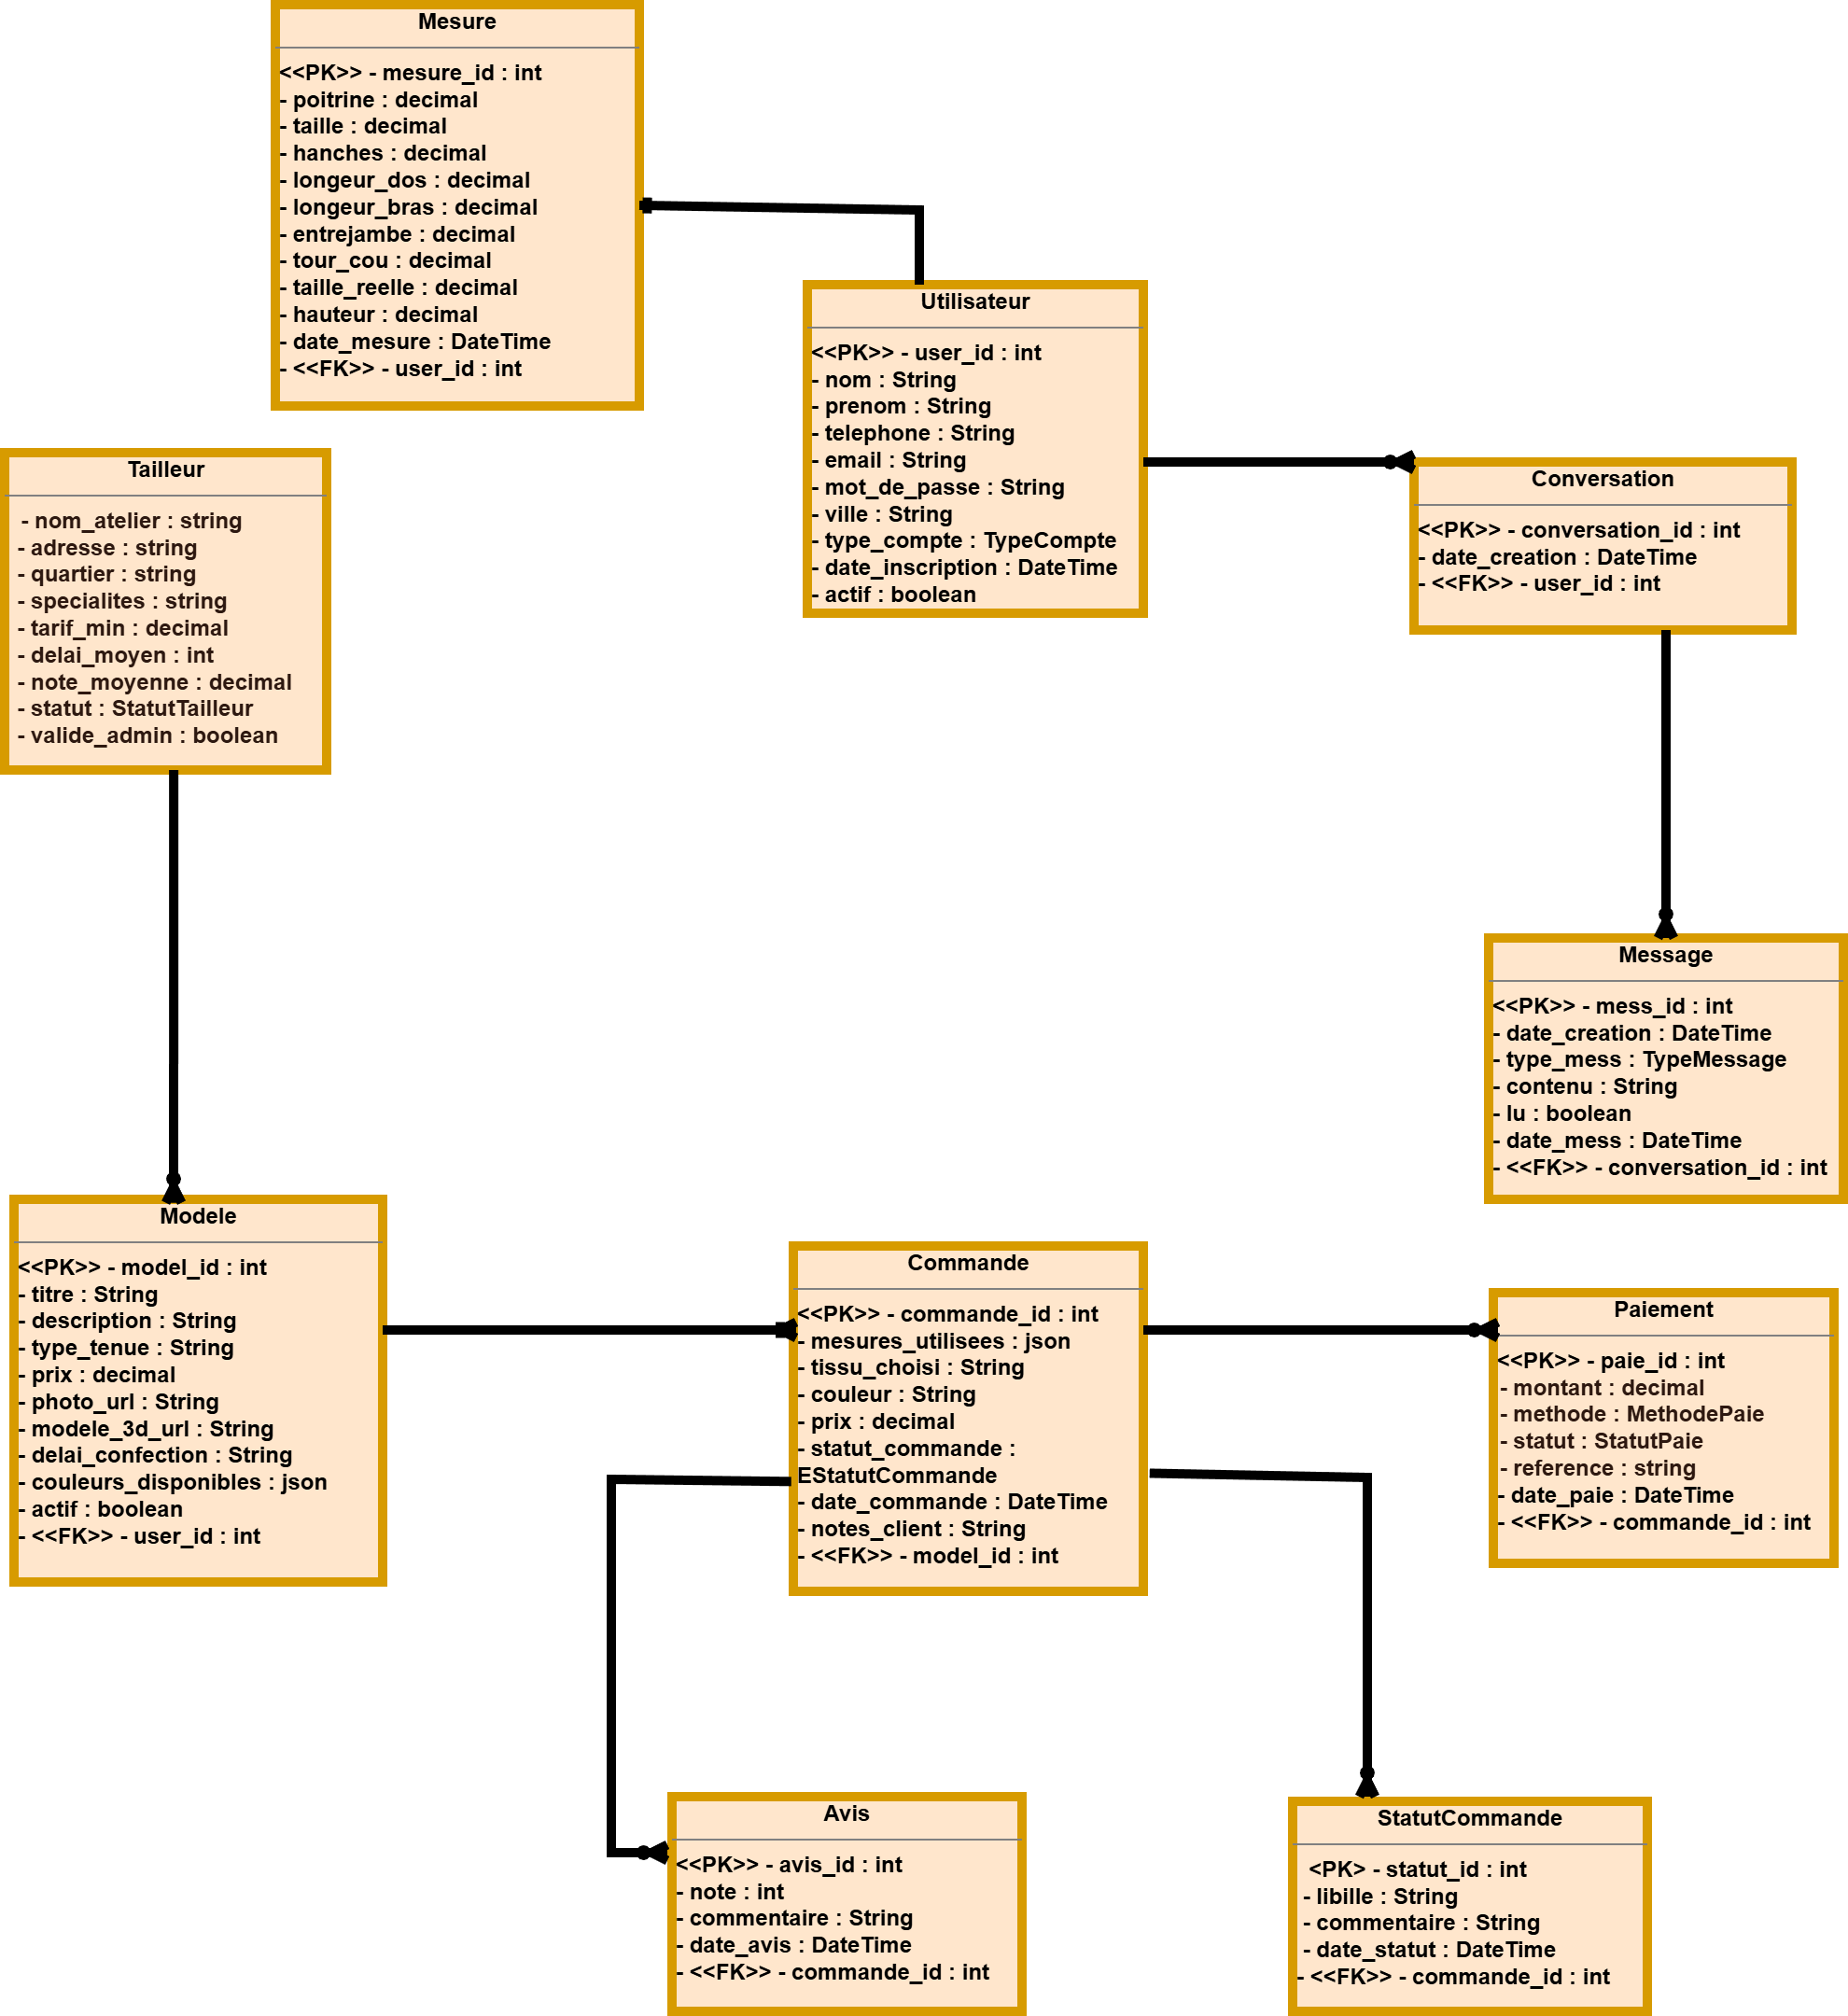 Mesure
<<PK>> - mesure_id : int
- poitrine : decimal
- taille : decimal
- hanches : decimal
- longeur_dos : decimal
- longeur_bras : decimal
- entrejambe : decimal
- tour_cou : decimal
- taille_reelle : decimal
- hauteur : decimal
- date_mesure : DateTime
- <<FK>> - user_id : int
Utilisateur
<<PK>> - user_id : int
- nom : String
- prenom : String
- telephone : String
- email : String
- mot_de_passe : String
- ville : String
- type_compte : TypeCompte
- date_inscription : DateTime
- actif : boolean
Tailleur
- nom_atelier : string
- adresse : string
- quartier : string
- specialites : string
- tarif_min : decimal
- delai_moyen : int
- note_moyenne : decimal
- statut : StatutTailleur
- valide_admin : boolean
Conversation
<<PK>> - conversation_id : int
- date_creation : DateTime
- <<FK>> - user_id : int
Message
<<PK>> - mess_id : int
- date_creation : DateTime
- type_mess : TypeMessage
- contenu : String
- lu : boolean
- date_mess : DateTime
- <<FK>> - conversation_id : int
Modele
<<PK>> - model_id : int
- titre : String
- description : String
- type_tenue : String
- prix : decimal
- photo_url : String
- modele_3d_url : String
- delai_confection : String
- couleurs_disponibles : json
- actif : boolean
- <<FK>> - user_id : int
Commande
<<PK>> - commande_id : int
- mesures_utilisees : json
- tissu_choisi : String
- couleur : String
- prix : decimal
- statut_commande :
EStatutCommande
- date_commande : DateTime
- notes_client : String
- <<FK>> - model_id : int
Paiement
<<PK>> - paie_id : int
- montant : decimal
- methode : MethodePaie
- statut : StatutPaie
- reference : string
- date_paie : DateTime
- <<FK>> - commande_id : int
Avis
<<PK>> - avis_id : int
- note : int
- commentaire : String
- date_avis : DateTime
- <<FK>> - commande_id : int
StatutCommande
<PK> - statut_id : int
- libille : String
- commentaire : String
- date_statut : DateTime
- <<FK>> - commande_id : int